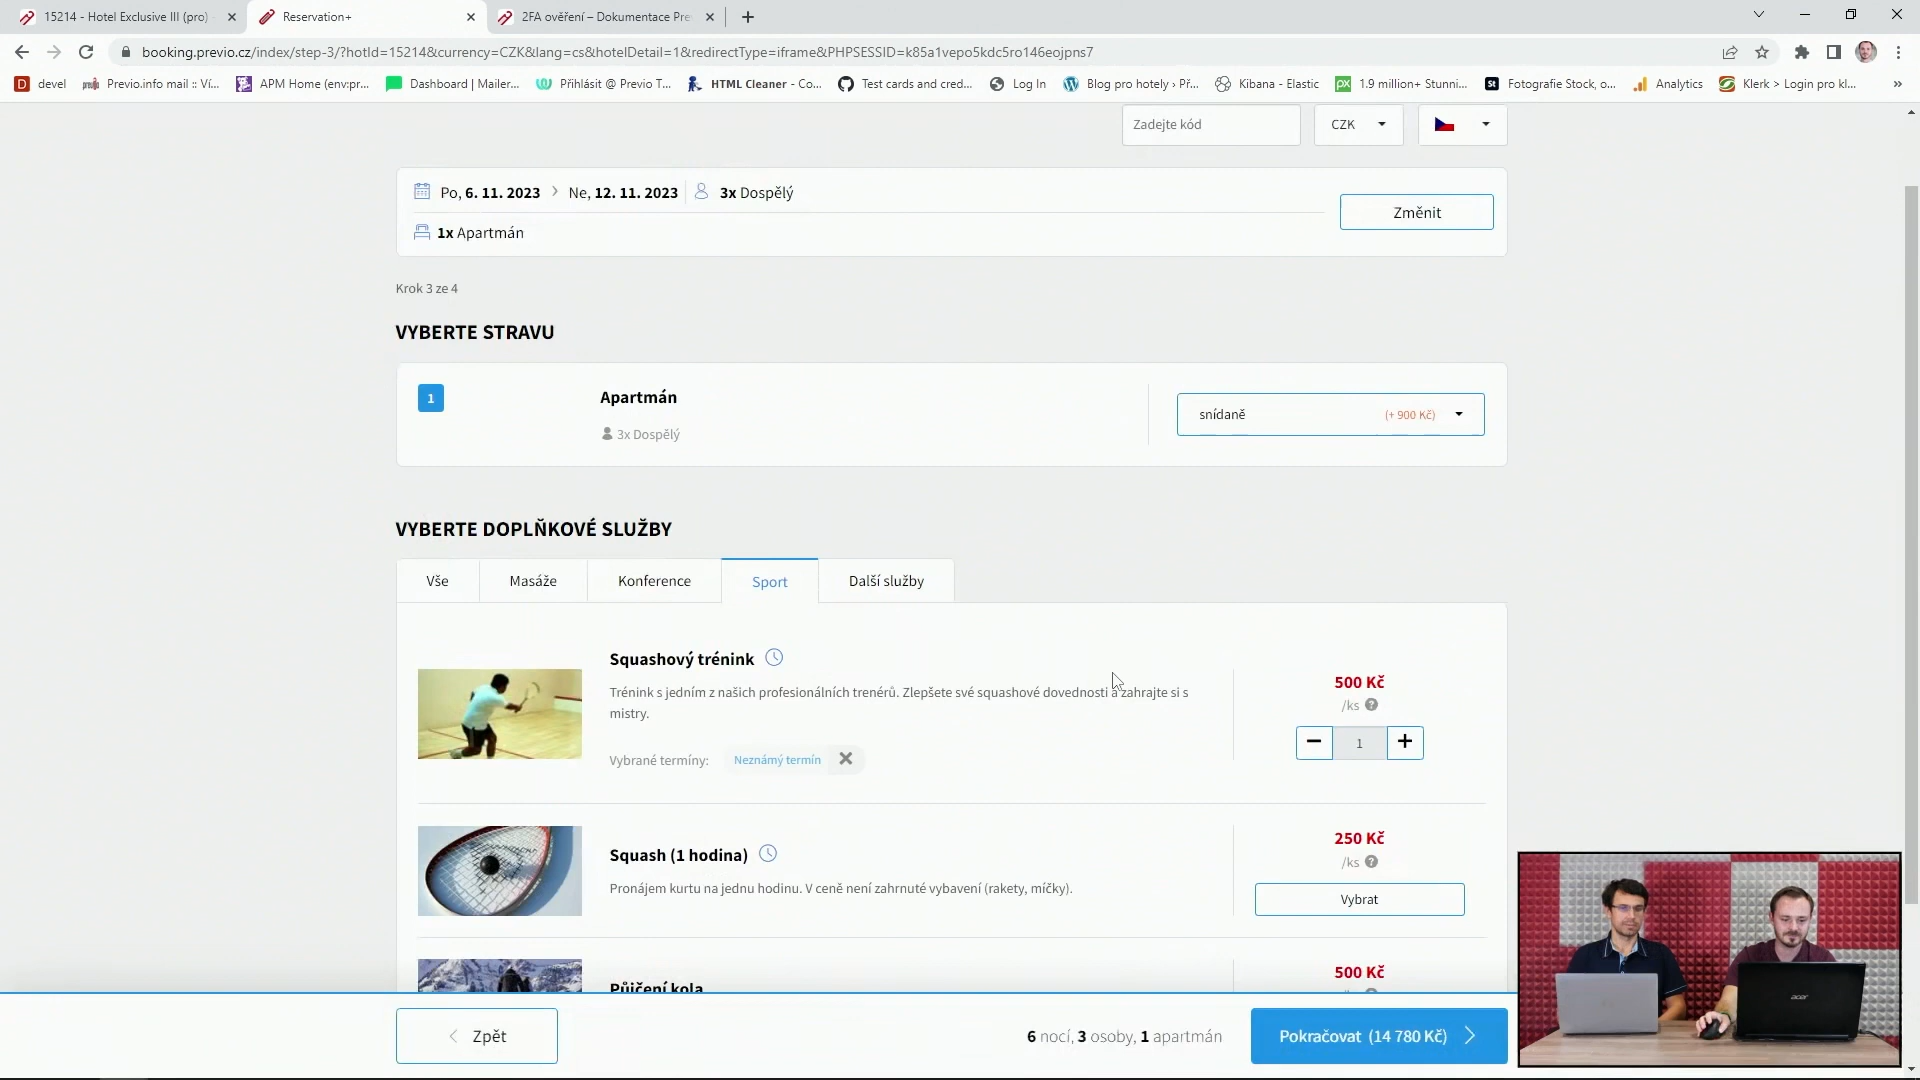 15214 - Hotel Exclusive III (pro)
Reservation+
2FA ověření – Dokumentace Pre
booking.previo.cz/index/step-3/?hotId=15214&currency=CZK&lang=cs&hotelDetail=1&redirectType=iframe&PHPSESSID=k85a1vepo5kdc5ro146eojpns7
devel
Previo.info mail :: Ví...
APM Home (env:pr...
Dashboard | Mailer...
Přihlásit @ Previo T...
HTML Cleaner - Co...
Test cards and cred...
Log In
Blog pro hotely › Př...
Kibana - Elastic
1.9 million+ Stunni...
Fotografie Stock, o...
Analytics
Klerk > Login pro kl...
Zadejte kód
CZK
Po, 6. 11. 2023 > Ne, 12. 11. 2023
3x Dospělý
1x Apartmán
Změnit
Krok 3 ze 4
VYBERTE STRAVU
1
Apartmán
3x Dospělý
snídaně (+ 900 Kč)
VYBERTE DOPLŇKOVÉ SLUŽBY
Vše
Masáže
Konference
Sport
Další služby
Squashový trénink
Trénink s jedním z našich profesionálních trenérů. Zlepšete své squashové dovednosti a zahrajte si s
mistry.
Vybrané termíny: Neznámý termín
500 Kč
/ks
1
Squash (1 hodina)
Pronájem kurtu na jednu hodinu. V ceně není zahrnuté vybavení (rakety, míčky).
250 Kč
/ks
Vybrat
Půjčení kola
500 Kč
Zpět
6 nocí, 3 osoby, 1 apartmán
Pokračovat (14 780 Kč)
acer